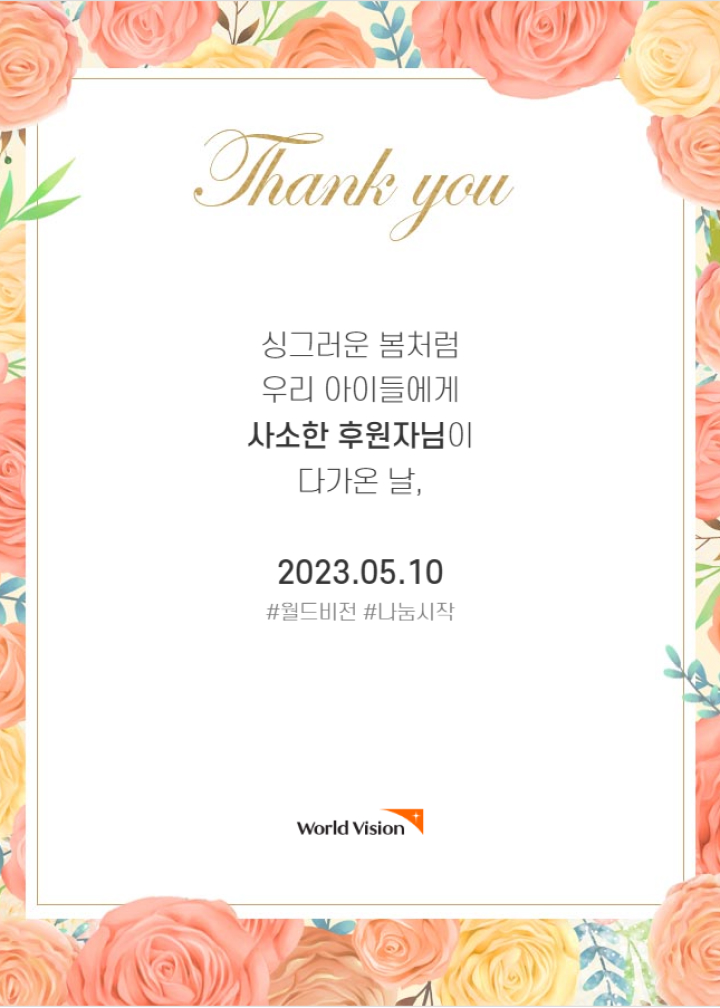 Thank you
싱그러운 봄처럼
우리 아이들에게
사소한 후원자님이
다가온 날,
2023.05.10
#월드비전 #나눔시작
World Vision